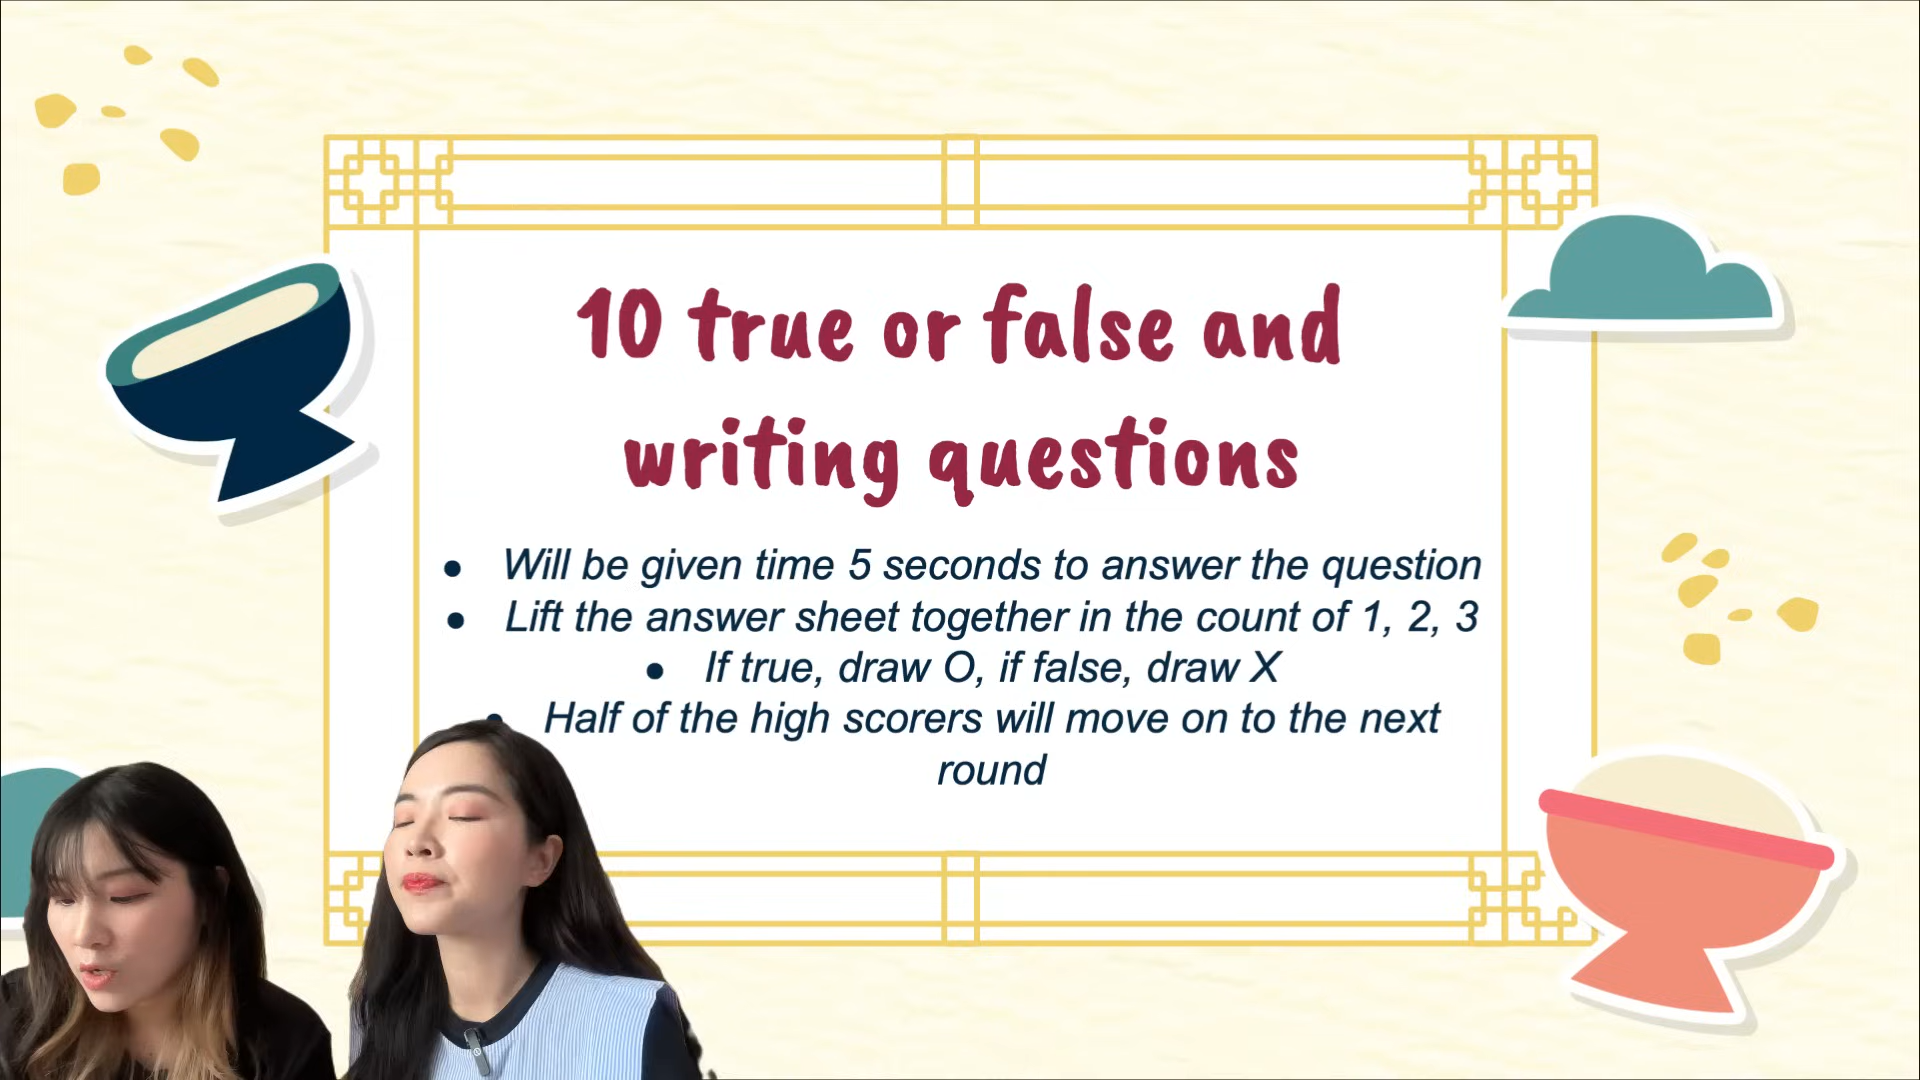 10 true or false and
writing questions
● Will be given time 5 seconds to answer the question
● Lift the answer sheet together in the count of 1, 2, 3
● If true, draw O, if false, draw X
● Half of the high scorers will move on to the next
round